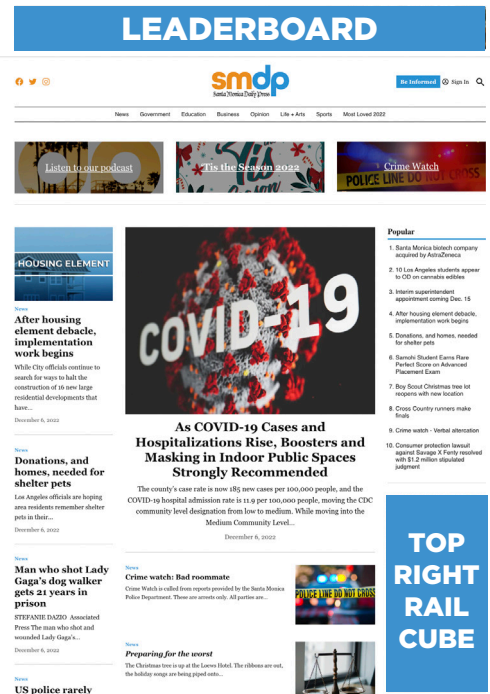 LEADERBOARD
smdp
Santa Monica Daily Press
Be Informed
Sign In
News
Government
Education
Business
Opinion
Life + Arts
Sports
Most Loved 2022
Listen to our podcast
'Tis the Season 2022
Crime Watch
POLICE LINE DO NOT CROSS
HOUSING ELEMENT
News
After housing
element debacle,
implementation
work begins
While City officials continue to
search for ways to halt the
construction of 16 new large
residential developments that
have...
December 6, 2022
News
Donations, and
homes, needed for
shelter pets
Los Angeles officials are hoping
area residents remember shelter
pets in their...
December 6, 2022
News
Man who shot Lady
Gaga's dog walker
gets 21 years in
prison
STEFANIE DAZIO Associated
Press The man who shot and
wounded Lady Gaga's...
December 6, 2022
News
US police rarely
COVID-19
As COVID-19 Cases and
Hospitalizations Rise, Boosters and
Masking in Indoor Public Spaces
Strongly Recommended
The county's case rate is now 185 new cases per 100,000 people, and the
COVID-19 hospital admission rate is 11.9 per 100,000 people, moving the CDC
community level designation from low to medium. While moving into the
Medium Community Level...
December 6, 2022
News
Crime watch: Bad roommate
Crime Watch is culled from reports provided by the Santa Monica
Police Department. These are arrests only. All parties are...
POLICE LINE DO NOT CROSS
News
Preparing for the worst
The Christmas tree is up at the Loews Hotel. The ribbons are out,
the holiday songs are being piped onto...
Popular
1. Santa Monica biotech company
acquired by AstraZeneca
2. 10 Los Angeles students appear
to OD on cannabis edibles
3. Interim superintendent
appointment coming Dec. 15
4. After housing element debacle,
implementation work begins
5. Donations, and homes, needed
for shelter pets
6. Samohi Student Earns Rare
Perfect Score on Advanced
Placement Exam
7. Boy Scout Christmas tree lot
reopens with new location
8. Cross Country runners make
finals
9. Crime watch - Verbal altercation
10. Consumer protection lawsuit
against Savage X Fenty resolved
with $1.2 million stipulated
judgment
TOP
RIGHT
RAIL
CUBE